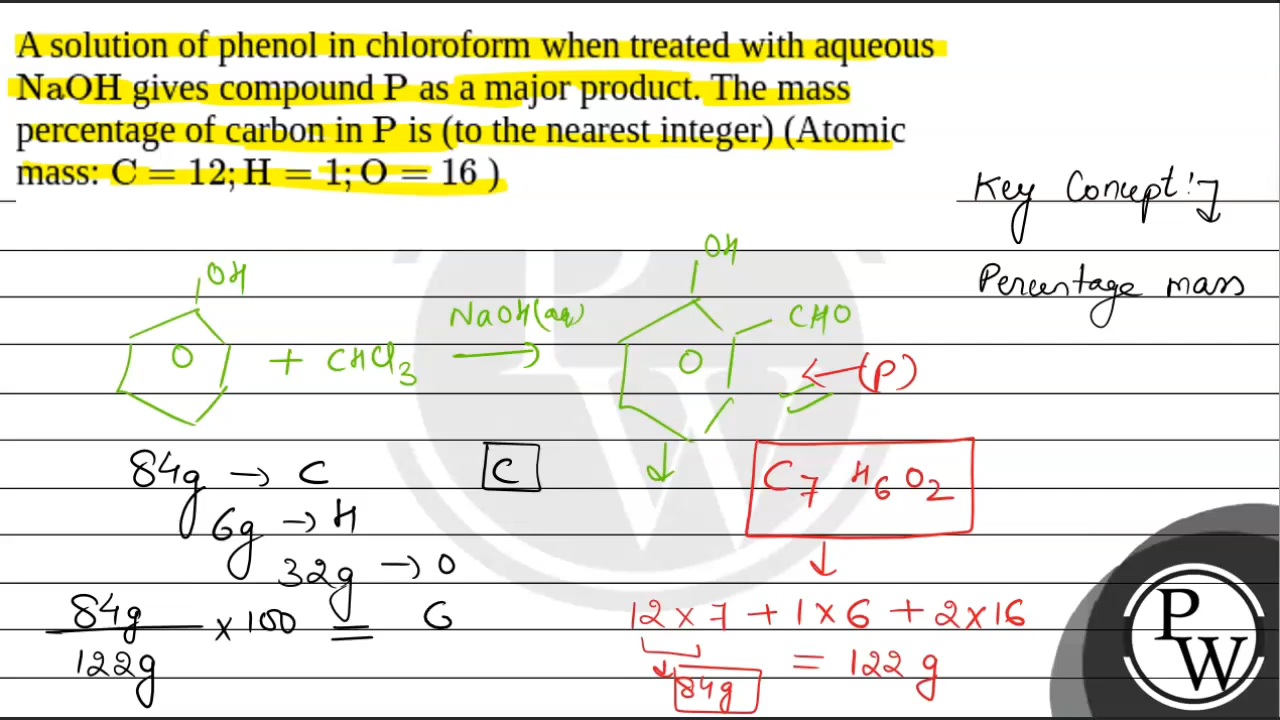 A solution of phenol in chloroform when treated with aqueous
NaOH gives compound P as a major product. The mass
percentage of carbon in P is (to the nearest integer) (Atomic
mass: C = 12; H = 1; O = 16 )
Key Concept:
Percentage mass
OH
+ CHCl3
NaOH(aq)
OH
CHO
(P)
84g → C
6g → H
32g → O
C
C7 H6 O2
84g
122g
× 100 =
6
12 × 7 + 1 × 6 + 2 × 16
84g
= 122 g
P
W
PW